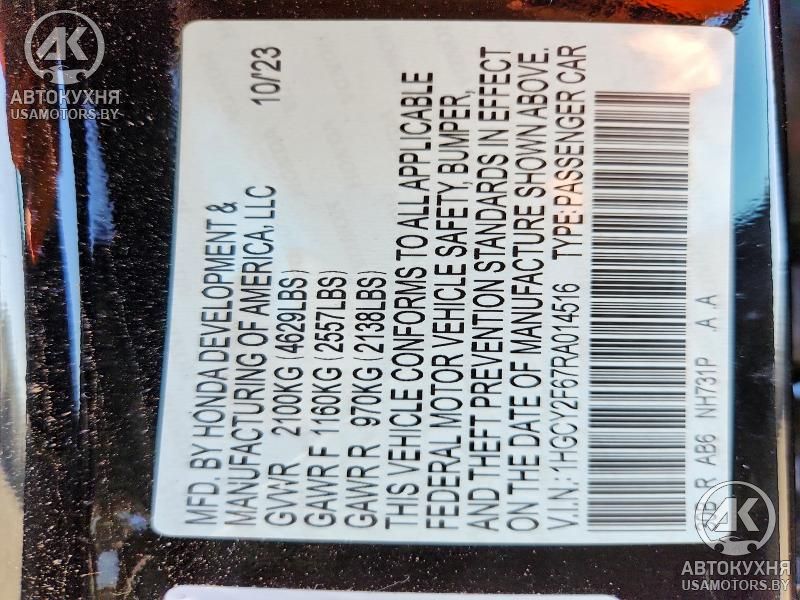 MFD. BY HONDA DEVELOPMENT & 10/'23
MANUFACTURING OF AMERICA, LLC
GVWR 2100KG (4629LBS)
GAWR F 1160KG (2557LBS)
GAWR R 970KG (2138LBS)
THIS VEHICLE CONFORMS TO ALL APPLICABLE
FEDERAL MOTOR VEHICLE SAFETY, BUMPER,
AND THEFT PREVENTION STANDARDS IN EFFECT
ON THE DATE OF MANUFACTURE SHOWN ABOVE.
V.I.N.: 1HGCY2F67RA014516 TYPE:PASSENGER CAR
R AB6 NH731P A A
AK
АВТОКУХНЯ
USAMOTORS.BY
AK
АВТОКУХНЯ
USAMOTORS.BY